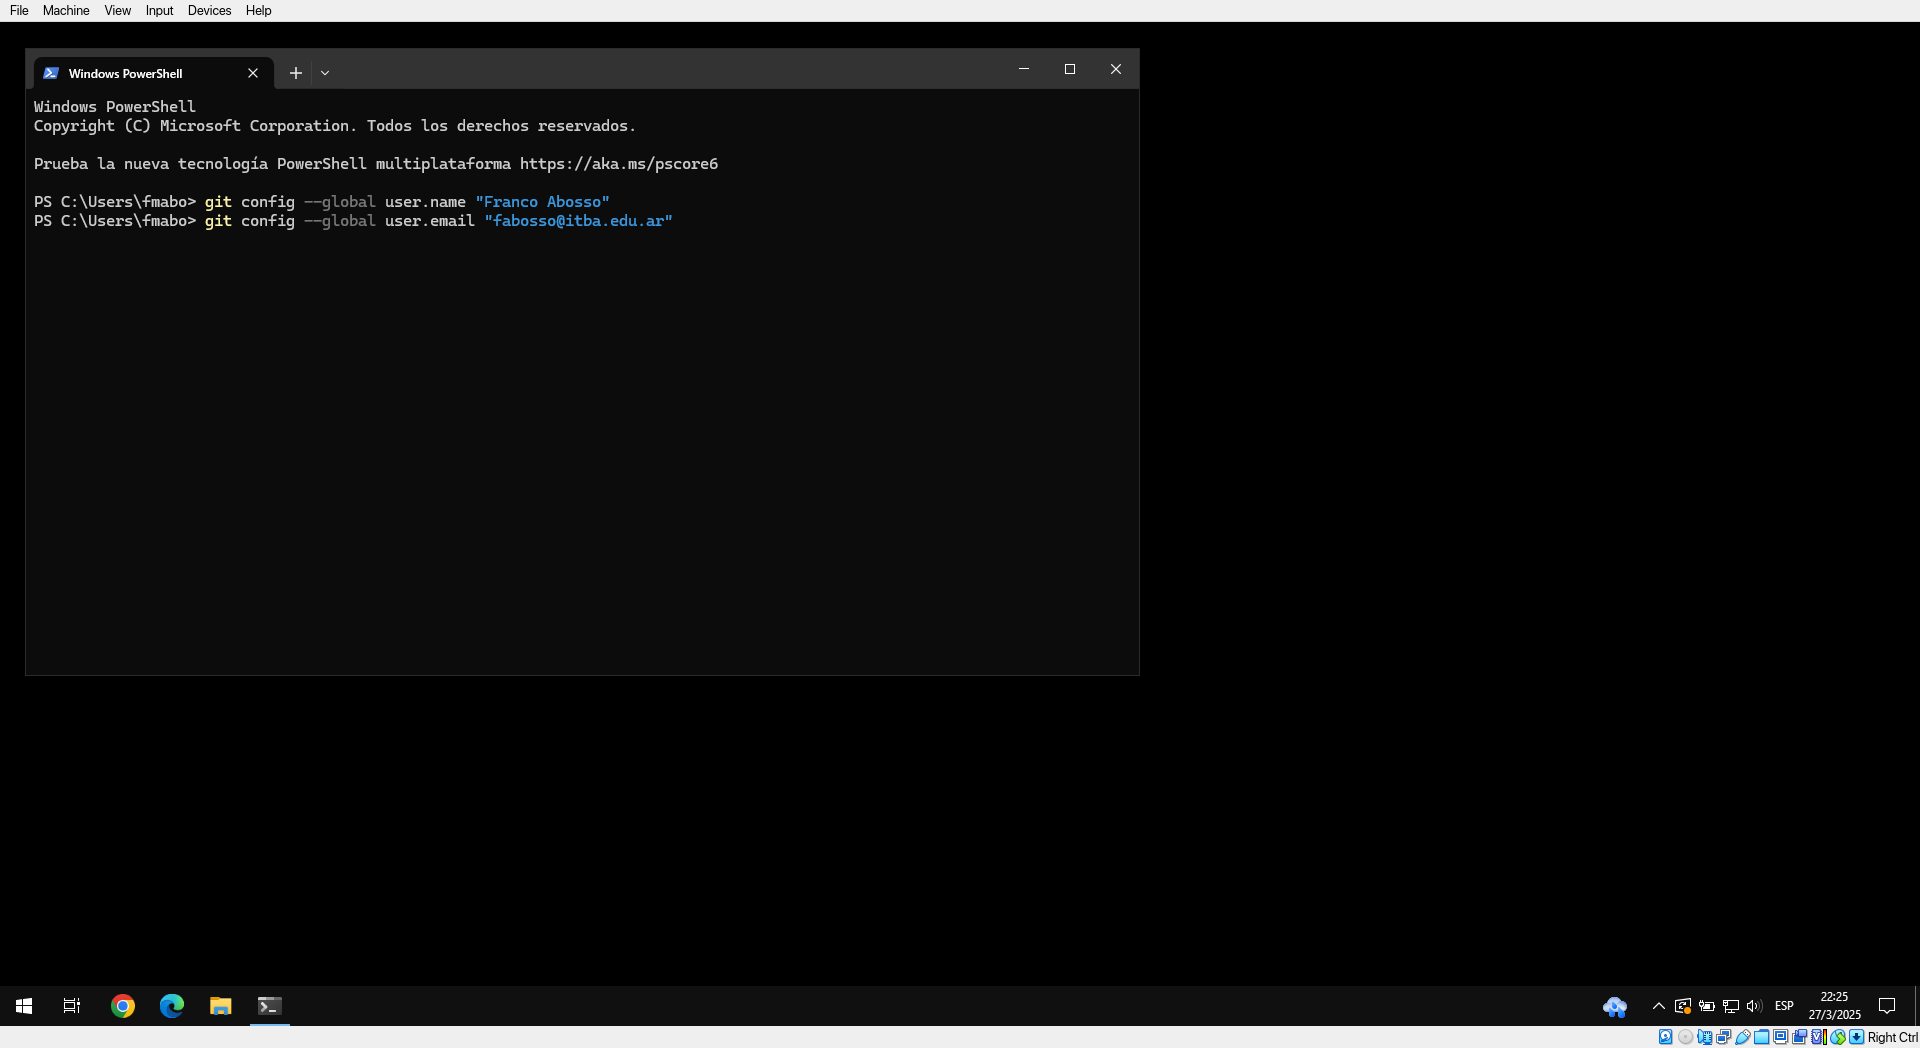 File Machine View Input Devices Help
Windows PowerShell
Windows PowerShell
Copyright (C) Microsoft Corporation. Todos los derechos reservados.
Prueba la nueva tecnología PowerShell multiplataforma https://aka.ms/pscore6
PS C:\Users\fmabo> git config --global user.name "Franco Abosso"
PS C:\Users\fmabo> git config --global user.email "fabosso@itba.edu.ar"
ESP
22:25
27/3/2025
Right Ctrl